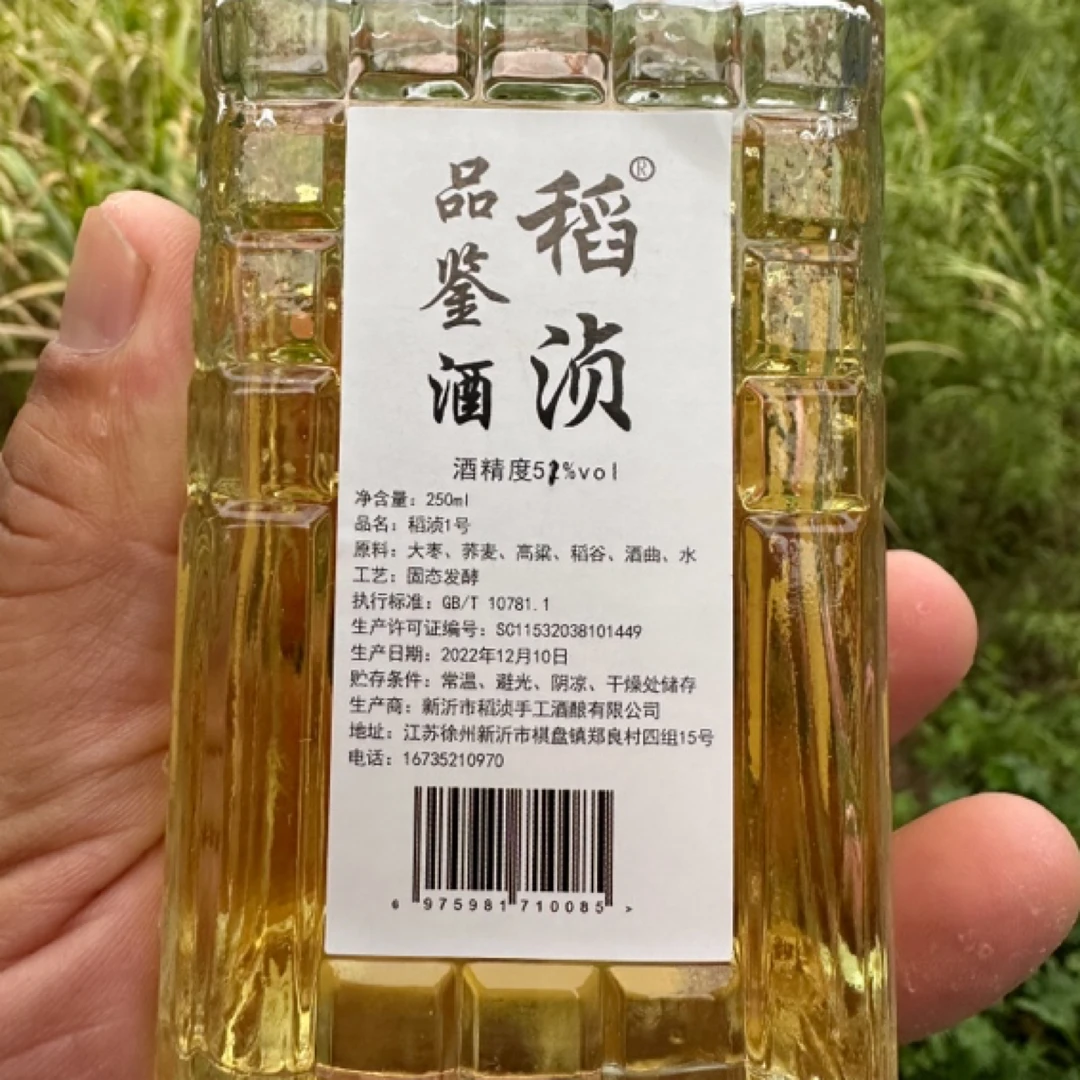 稻浈®
品鉴酒
酒精度52%vol
净含量：250ml
品名：稻浈1号
原料：大枣、荞麦、高粱、稻谷、酒曲、水
工艺：固态发酵
执行标准：GB/T 10781.1
生产许可证编号：SC11532038101449
生产日期：2022年12月10日
贮存条件：常温、避光、阴凉、干燥处储存
生产商：新沂市稻浈手工酒酿有限公司
地址：江苏徐州新沂市棋盘镇郑良村四组15号
电话：16735210970
6 975981 710085 >